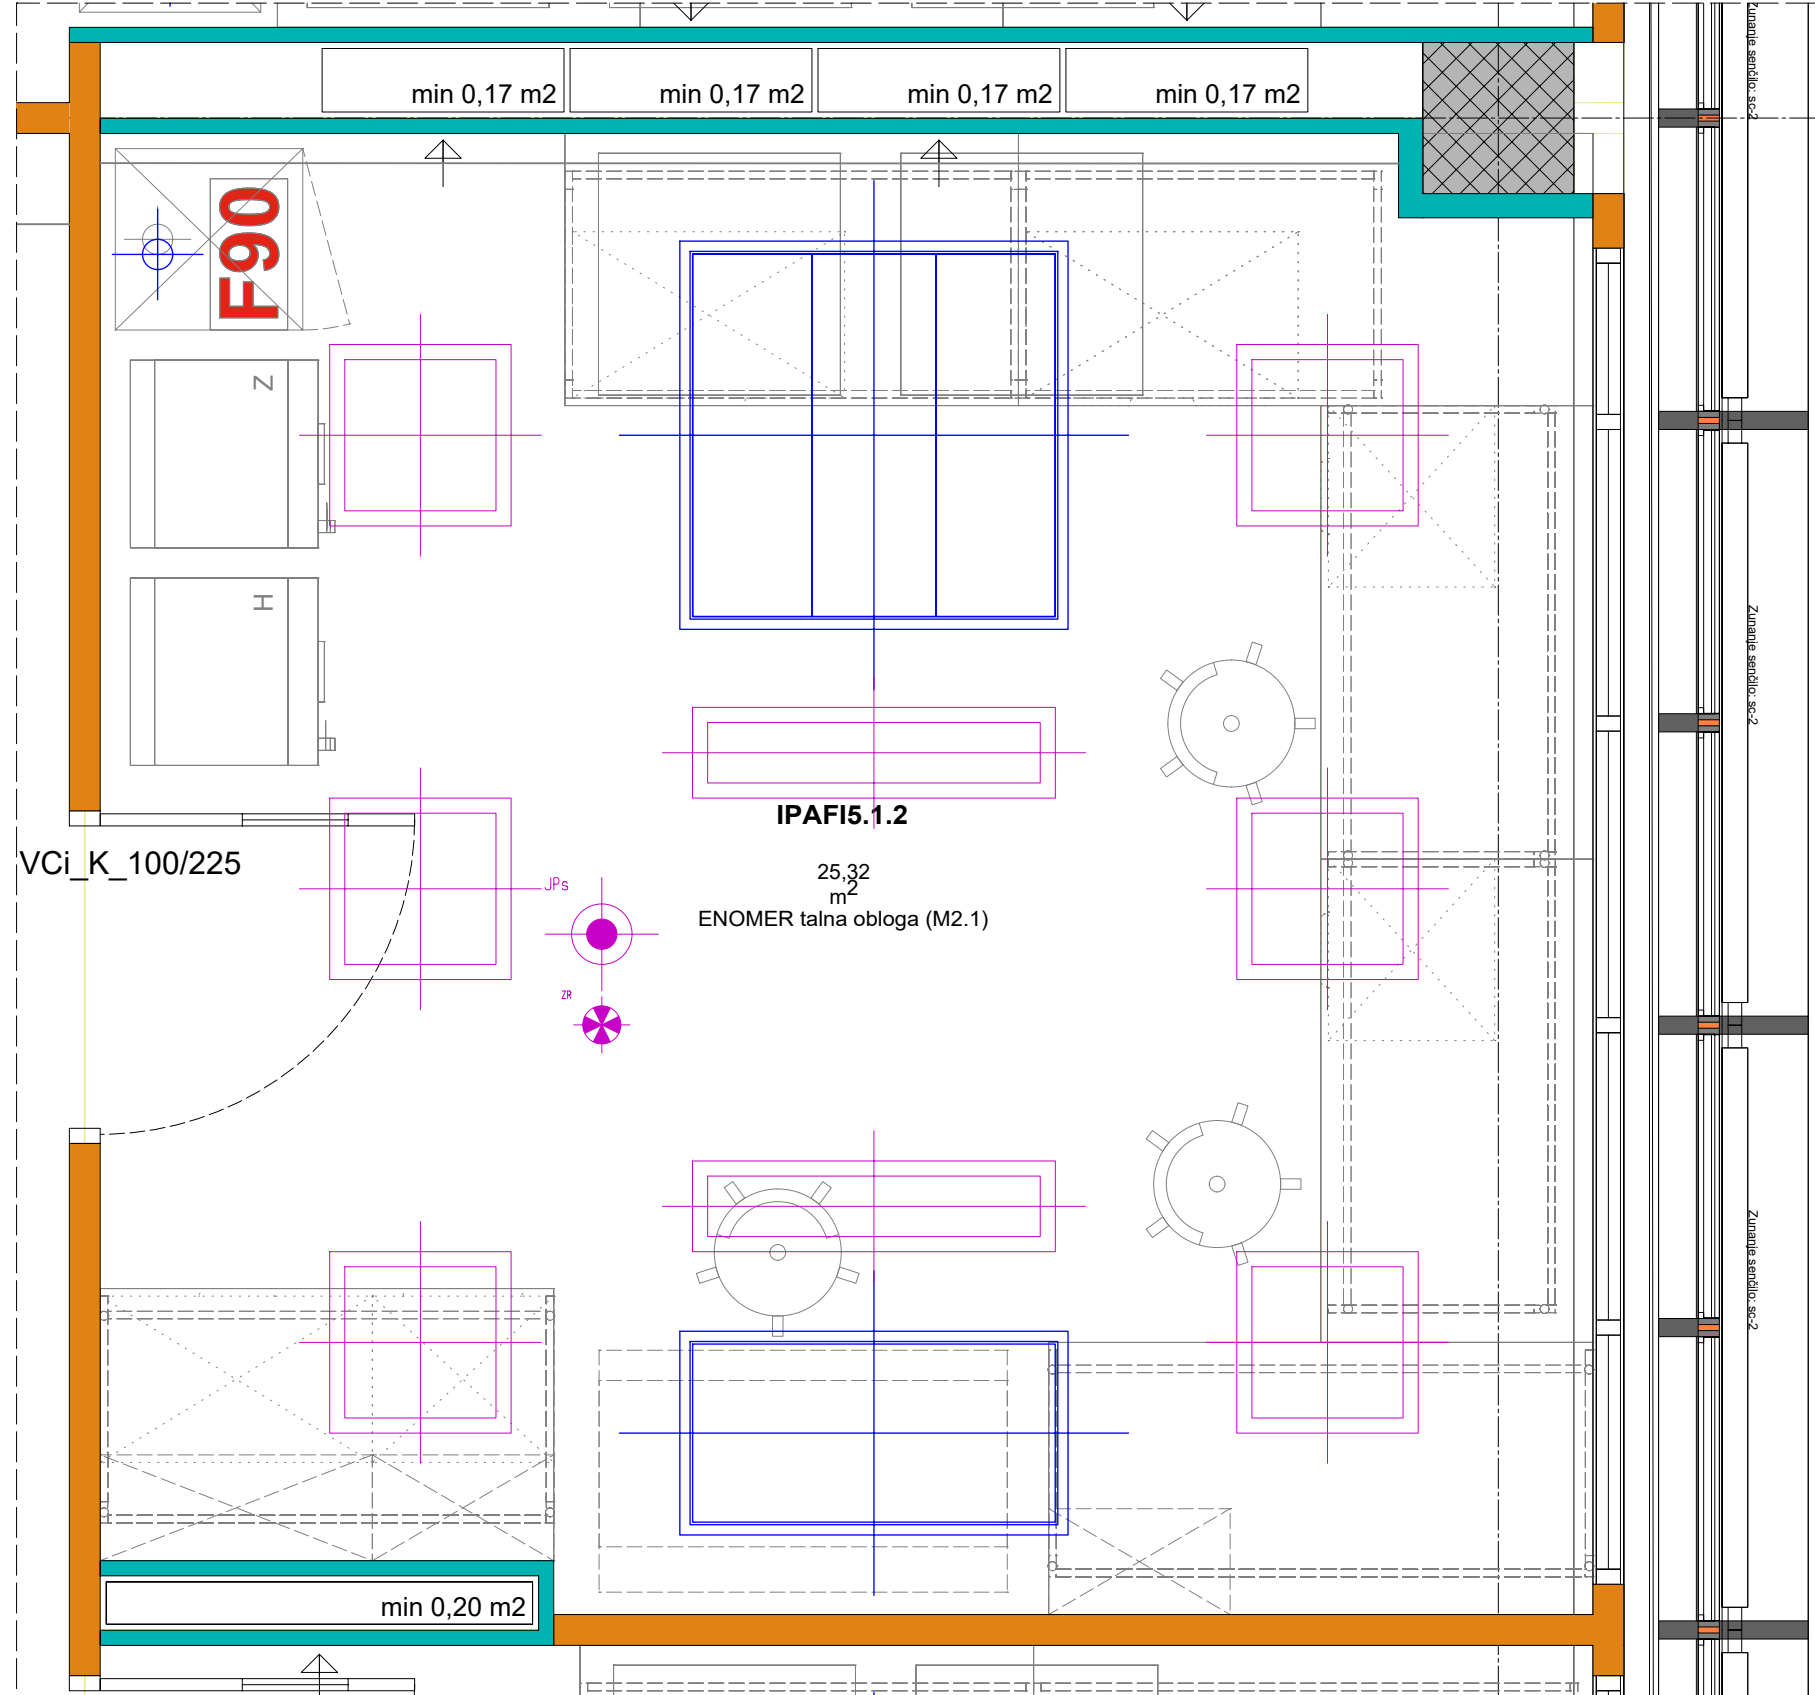 min 0,17 m2
min 0,17 m2
min 0,17 m2
min 0,17 m2
Zunanje senčilo: sc-2
F90
Z
H
Zunanje senčilo: sc-2
IPAFI5.1.2
VCi_K_100/225
25,32
m2
JPs
ENOMER talna obloga (M2.1)
ZR
Zunanje senčilo: sc-2
min 0,20 m2